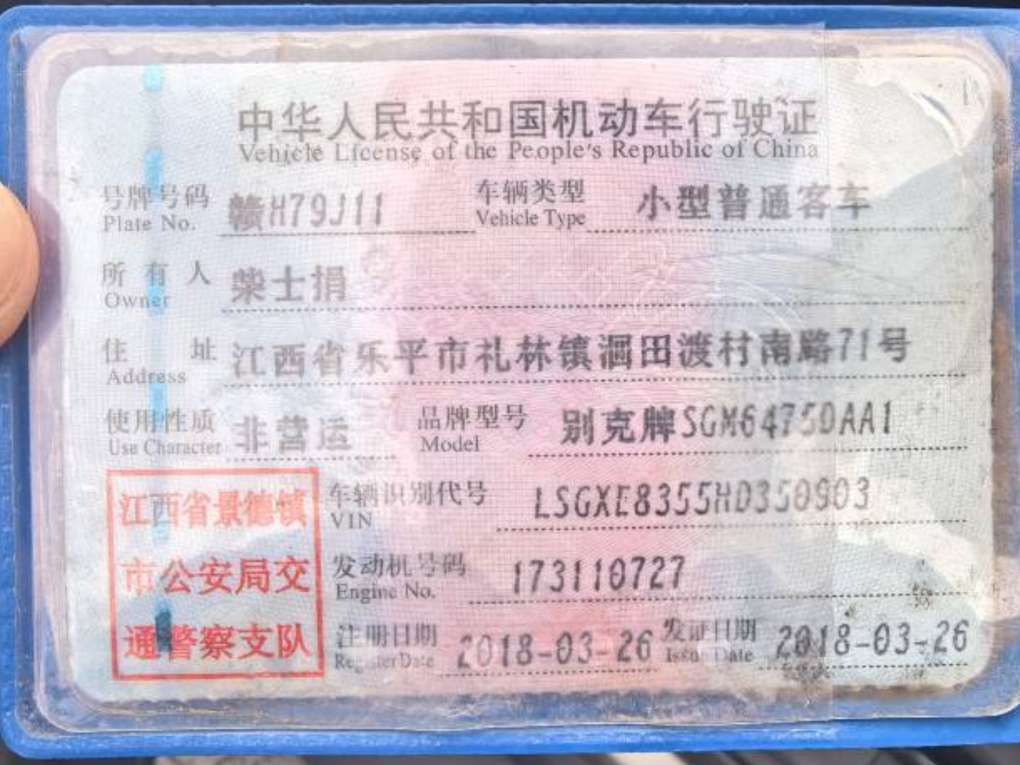 中华人民共和国机动车行驶证
Vehicle License of the People's Republic of China
号牌号码 赣H79J11 车辆类型 小型普通客车
Plate No. Vehicle Type
所有人 柴士捐
Owner
住址 江西省乐平市礼林镇漏田渡村南路71号
Address
使用性质 非营运 品牌型号 别克牌SGM6475DAA1
Use Character Model
江西省景德镇
市公安局交
通警察支队
车辆识别代号 LSGXE8355HD350903
VIN
发动机号码 173110727
Engine No.
注册日期 2018-03-26 发证日期 2018-03-26
Register Date Issue Date